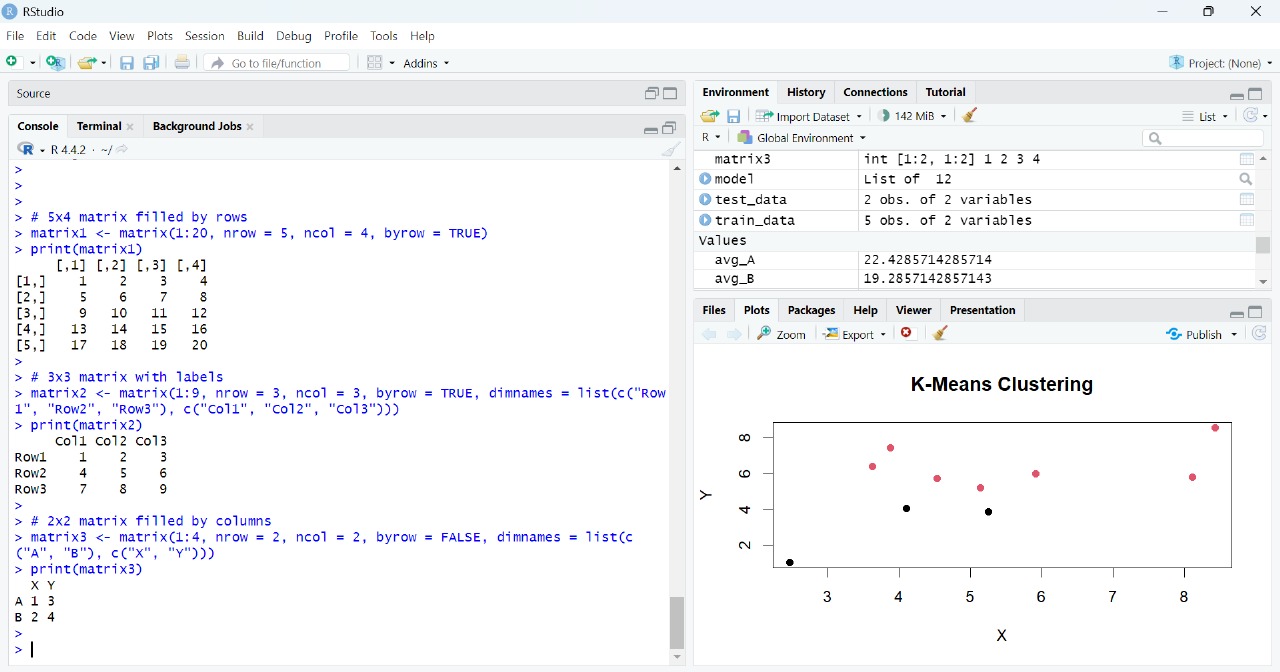 RStudio
File Edit Code View Plots Session Build Debug Profile Tools Help
Go to file/function Addins Project: (None)
Source
Console Terminal Background Jobs
R R 4.4.2 · ~/
>
>
>
> # 5x4 matrix filled by rows
> matrix1 <- matrix(1:20, nrow = 5, ncol = 4, byrow = TRUE)
> print(matrix1)
[,1] [,2] [,3] [,4]
[1,] 1 2 3 4
[2,] 5 6 7 8
[3,] 9 10 11 12
[4,] 13 14 15 16
[5,] 17 18 19 20
>
> # 3x3 matrix with labels
> matrix2 <- matrix(1:9, nrow = 3, ncol = 3, byrow = TRUE, dimnames = list(c("Row
1", "Row2", "Row3"), c("Col1", "Col2", "Col3")))
> print(matrix2)
Col1 Col2 Col3
Row1 1 2 3
Row2 4 5 6
Row3 7 8 9
>
> # 2x2 matrix filled by columns
> matrix3 <- matrix(1:4, nrow = 2, ncol = 2, byrow = FALSE, dimnames = list(c
("A", "B"), c("X", "Y")))
> print(matrix3)
X Y
A 1 3
B 2 4
>
>
Environment History Connections Tutorial
Import Dataset 142 MiB List
R Global Environment
matrix3 int [1:2, 1:2] 1 2 3 4
model List of 12
test_data 2 obs. of 2 variables
train_data 5 obs. of 2 variables
Values
avg_A 22.4285714285714
avg_B 19.2857142857143
Files Plots Packages Help Viewer Presentation
Zoom Export Publish
K-Means Clustering
8
6
4
2
Y
3 4 5 6 7 8
X